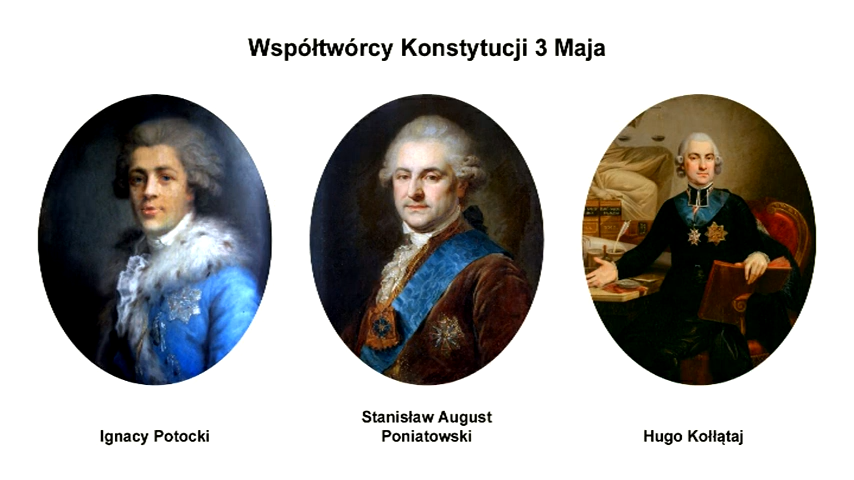 Współtwórcy Konstytucji 3 Maja
Ignacy Potocki
Stanisław August
Poniatowski
Hugo Kołłątaj